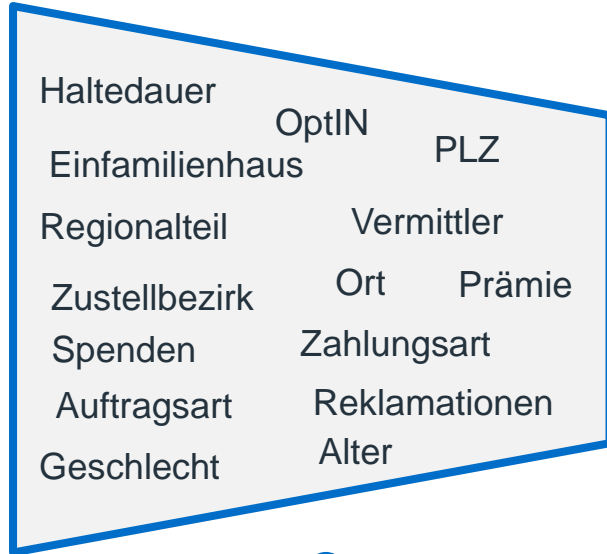 Haltedauer
OptIN
PLZ
Einfamilienhaus
Regionalteil
Vermittler
Ort
Prämie
Zustellbezirk
Spenden
Zahlungsart
Auftragsart
Reklamationen
Alter
Geschlecht